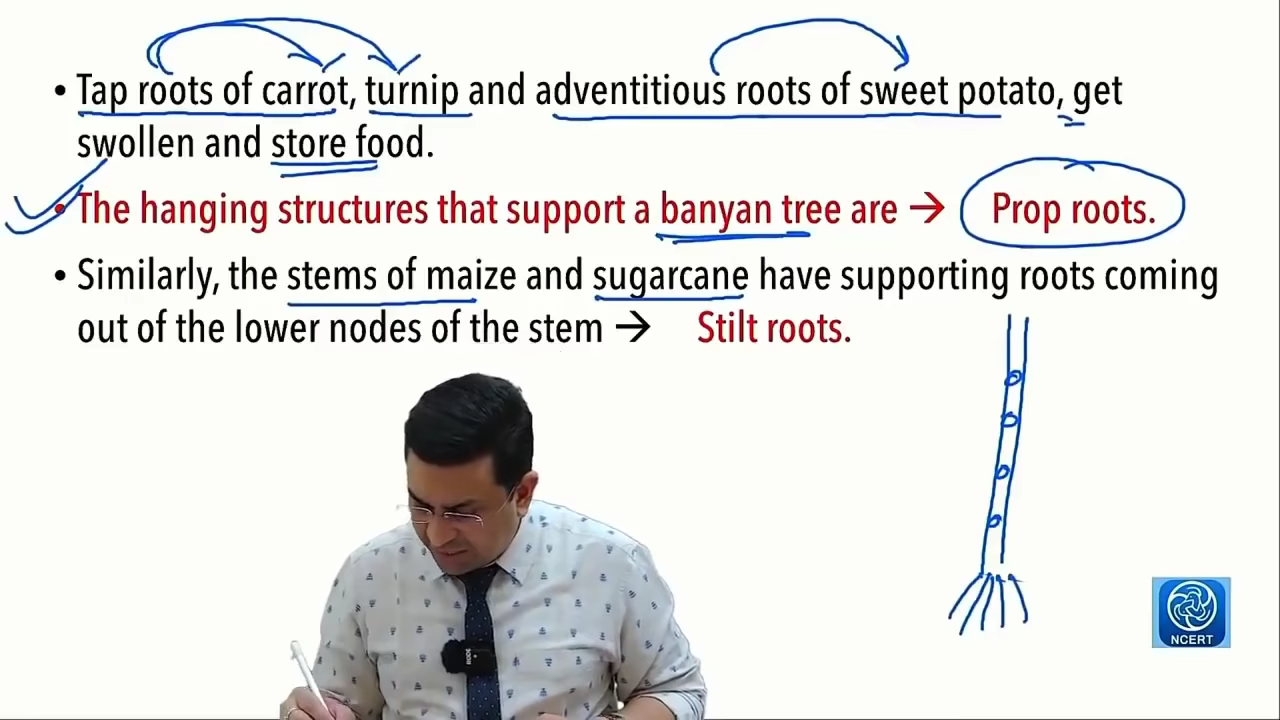 • Tap roots of carrot, turnip and adventitious roots of sweet potato, get
swollen and store food.
• The hanging structures that support a banyan tree are → Prop roots.
• Similarly, the stems of maize and sugarcane have supporting roots coming
out of the lower nodes of the stem → Stilt roots.
NCERT